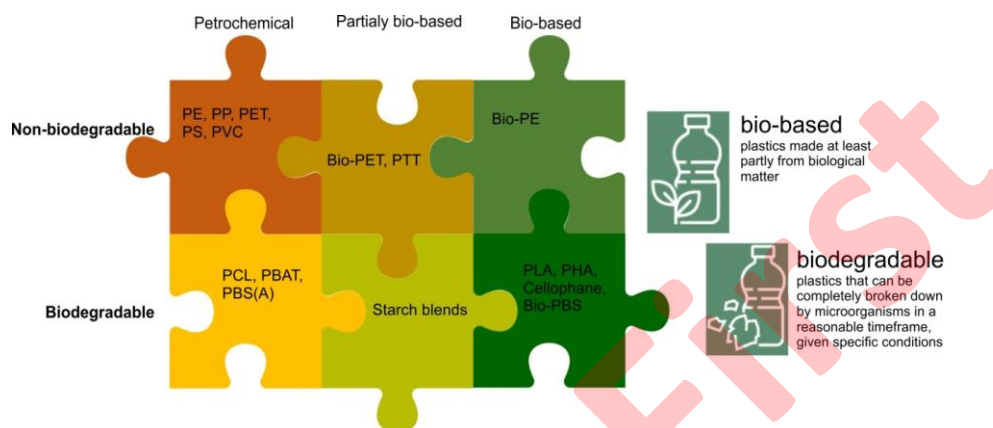 Petrochemical
Partialy bio-based
Bio-based
Non-biodegradable
PE, PP, PET,
PS, PVC
Bio-PET, PTT
Bio-PE
bio-based
plastics made at least
partly from biological
matter
Biodegradable
PCL, PBAT,
PBS(A)
Starch blends
PLA, PHA,
Cellophane,
Bio-PBS
biodegradable
plastics that can be
completely broken down
by microorganisms in a
reasonable timeframe,
given specific conditions
First